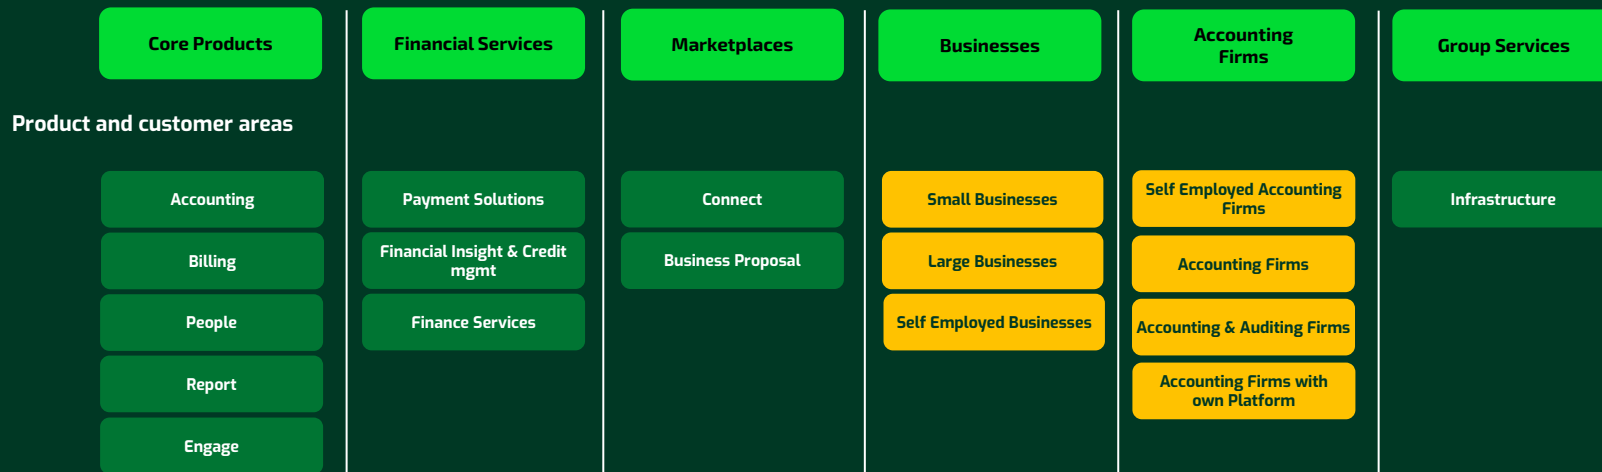 Core Products
Financial Services
Marketplaces
Businesses
Accounting
Firms
Group Services
Product and customer areas
Accounting
Billing
People
Report
Engage
Payment Solutions
Financial Insight & Credit
mgmt
Finance Services
Connect
Business Proposal
Small Businesses
Large Businesses
Self Employed Businesses
Self Employed Accounting
Firms
Accounting Firms
Accounting & Auditing Firms
Accounting Firms with
own Platform
Infrastructure